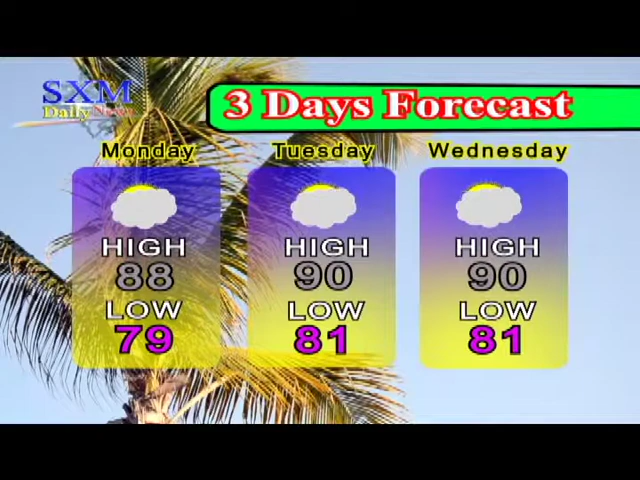 SXM
Daily News
3 Days Forecast
Monday
Tuesday
Wednesday
HIGH
88
LOW
79
HIGH
90
LOW
81
HIGH
90
LOW
81